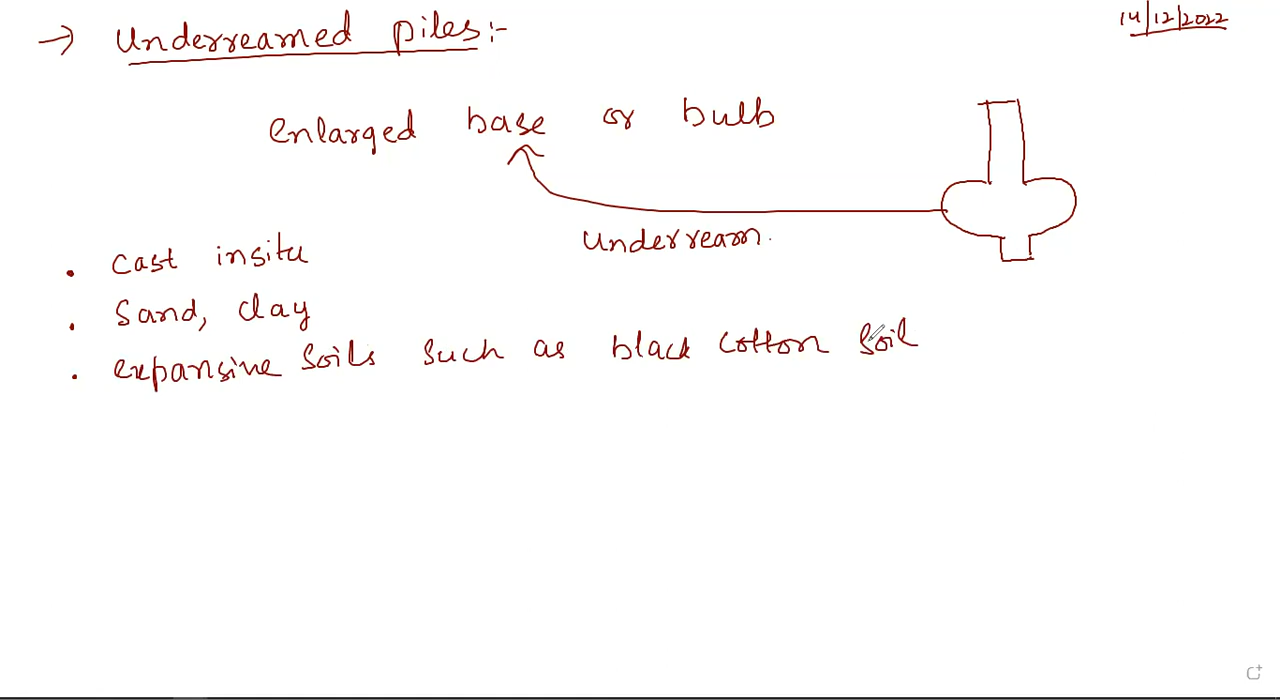 14/12/2022
→ Underreamed piles:-
enlarged base or bulb
Underream.
. Cast insitu
. Sand, clay
. expansive soils such as black cotton soil